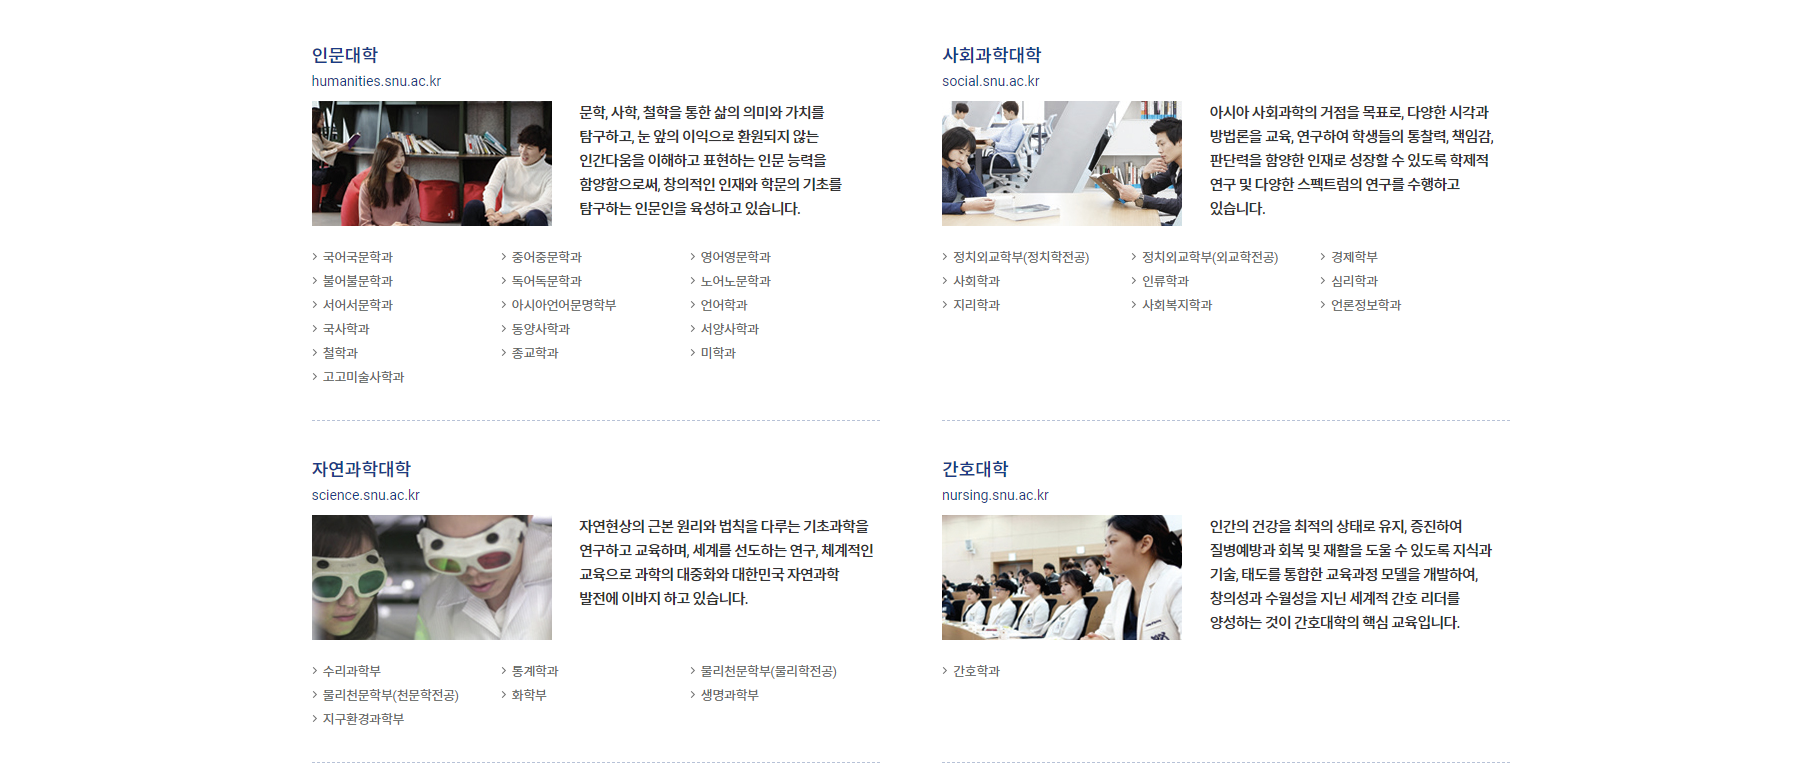 인문대학
humanities.snu.ac.kr
문학, 사학, 철학을 통한 삶의 의미와 가치를
탐구하고, 눈 앞의 이익으로 환원되지 않는
인간다움을 이해하고 표현하는 인문 능력을
함양함으로써, 창의적인 인재와 학문의 기초를
탐구하는 인문인을 육성하고 있습니다.
국어국문학과 중어중문학과 영어영문학과
불어불문학과 독어독문학과 노어노문학과
서어서문학과 아시아언어문명학부 언어학과
국사학과 동양사학과 서양사학과
철학과 종교학과 미학과
고고미술사학과
사회과학대학
social.snu.ac.kr
아시아 사회과학의 거점을 목표로, 다양한 시각과
방법론을 교육, 연구하여 학생들의 통찰력, 책임감,
판단력을 함양한 인재로 성장할 수 있도록 학제적
연구 및 다양한 스펙트럼의 연구를 수행하고
있습니다.
정치외교학부(정치학전공) 정치외교학부(외교학전공) 경제학부
사회학과 인류학과 심리학과
지리학과 사회복지학과 언론정보학과
자연과학대학
science.snu.ac.kr
자연현상의 근본 원리와 법칙을 다루는 기초과학을
연구하고 교육하며, 세계를 선도하는 연구, 체계적인
교육으로 과학의 대중화와 대한민국 자연과학
발전에 이바지 하고 있습니다.
수리과학부 통계학과 물리천문학부(물리학전공)
물리천문학부(천문학전공) 화학부 생명과학부
지구환경과학부
간호대학
nursing.snu.ac.kr
인간의 건강을 최적의 상태로 유지, 증진하여
질병예방과 회복 및 재활을 도울 수 있도록 지식과
기술, 태도를 통합한 교육과정 모델을 개발하여,
창의성과 수월성을 지닌 세계적 간호 리더를
양성하는 것이 간호대학의 핵심 교육입니다.
간호학과